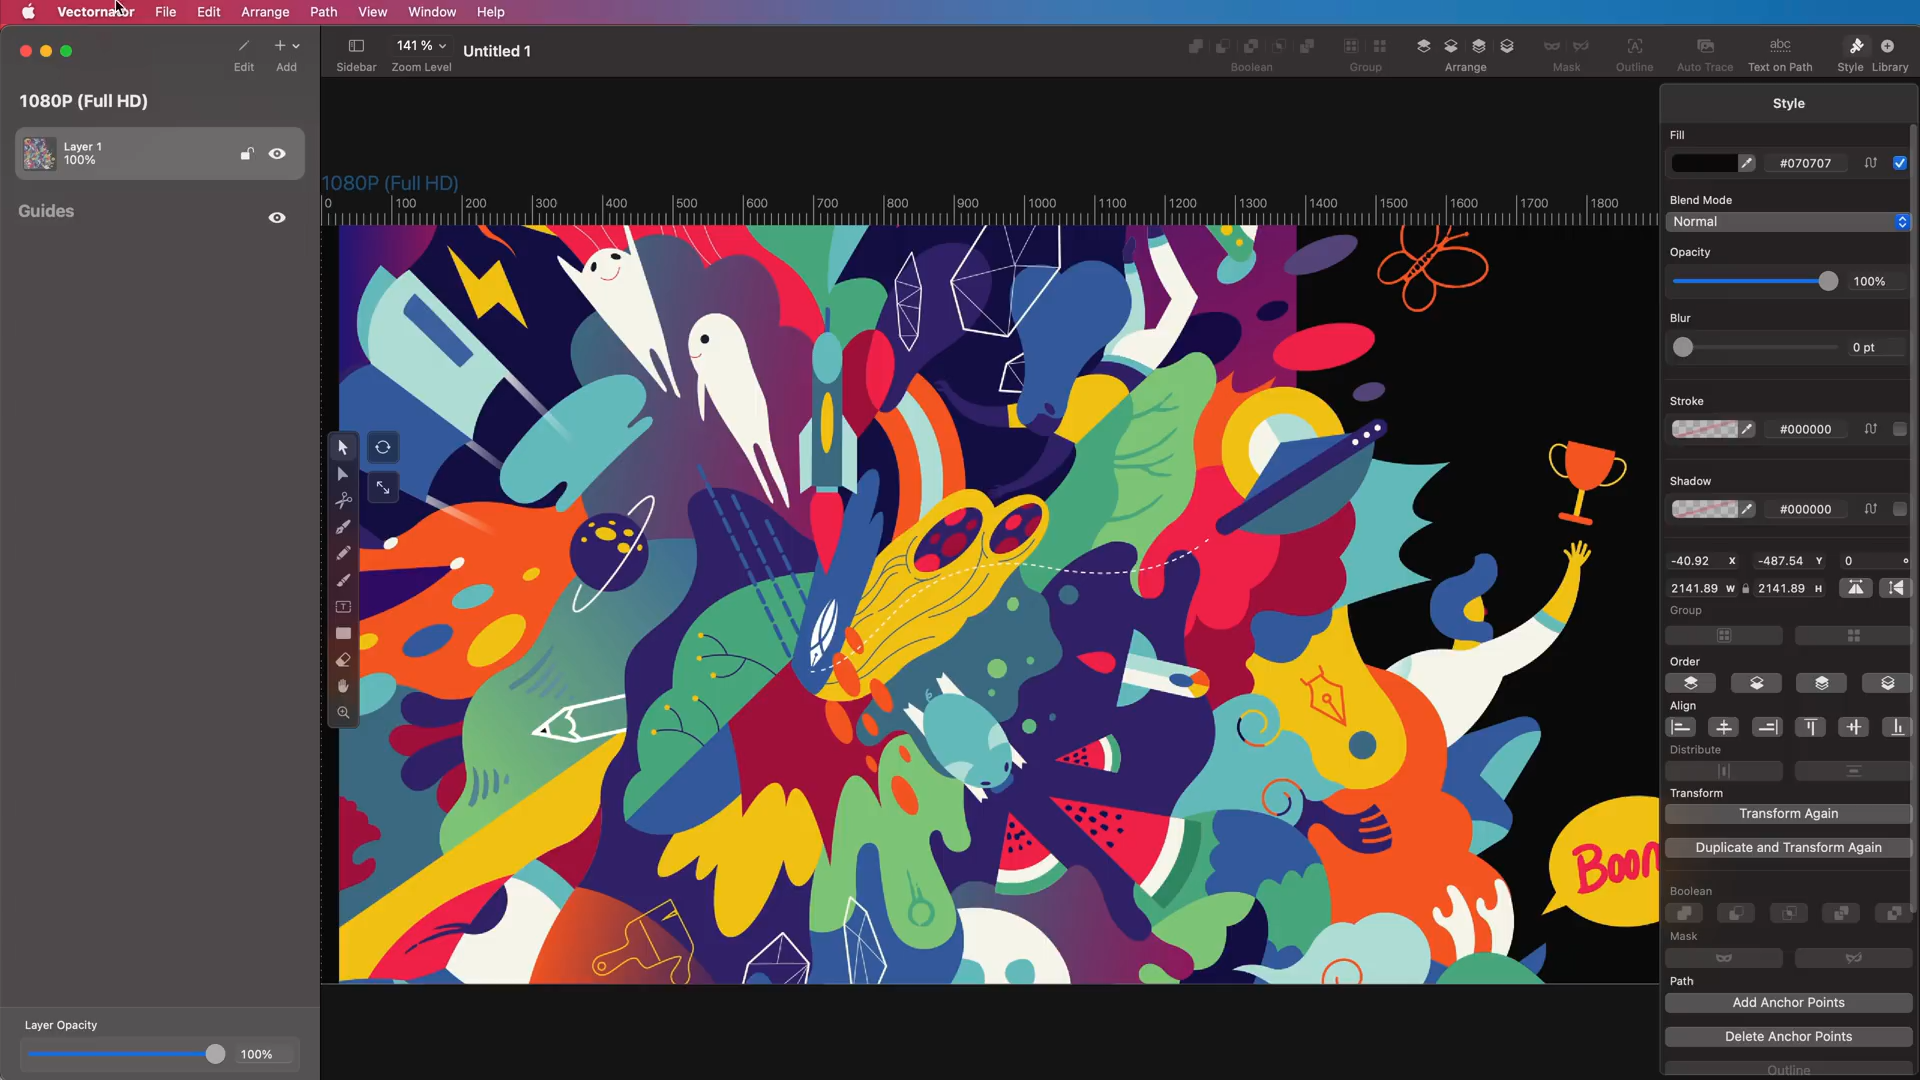 Vectornator File Edit Arrange Path View Window Help
Edit Add
Sidebar
141 %
Zoom Level
Untitled 1
Boolean Group Arrange Mask Outline Auto Trace
abc
Text on Path
Style Library
1080P (Full HD)
Layer 1
100%
Guides
Layer Opacity
100%
1080P (Full HD)
0 100 200 300 400 500 600 700 800 900 1000 1100 1200 1300 1400 1500 1600 1700 1800
Boom
Style
Fill
#070707
Blend Mode
Normal
Opacity
100%
Blur
0 pt
Stroke
#000000
Shadow
#000000
-40.92 X -487.54 Y 0 °
2141.89 W 2141.89 H
Group
Order
Align
Distribute
Transform
Transform Again
Duplicate and Transform Again
Boolean
Mask
Path
Add Anchor Points
Delete Anchor Points
Outline